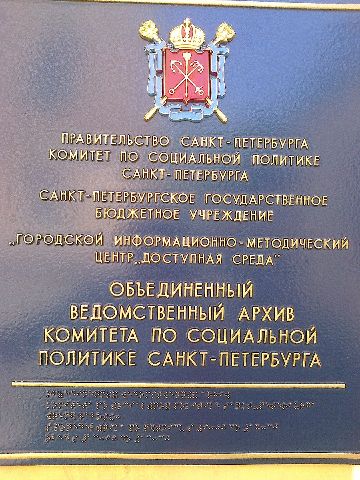 ПРАВИТЕЛЬСТВО САНКТ-ПЕТЕРБУРГА
КОМИТЕТ ПО СОЦИАЛЬНОЙ ПОЛИТИКЕ
САНКТ-ПЕТЕРБУРГА
САНКТ-ПЕТЕРБУРГСКОЕ ГОСУДАРСТВЕННОЕ
БЮДЖЕТНОЕ УЧРЕЖДЕНИЕ
„ГОРОДСКОЙ ИНФОРМАЦИОННО-МЕТОДИЧЕСКИЙ
ЦЕНТР„ДОСТУПНАЯ СРЕДА"
ОБЪЕДИНЕННЫЙ
ВЕДОМСТВЕННЫЙ АРХИВ
КОМИТЕТА ПО СОЦИАЛЬНОЙ
ПОЛИТИКЕ САНКТ-ПЕТЕРБУРГА